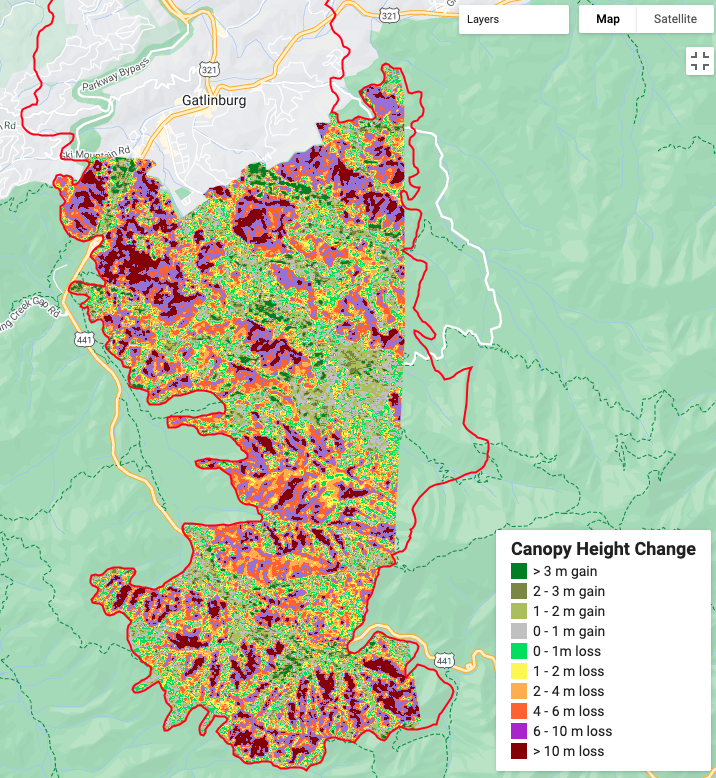 321
Layers
Map
Satellite
Parkway Bypass
321
Gatlinburg
Rd
Ski Mountain Rd
Creek Gap Rd
441
Canopy Height Change
> 3 m gain
2 - 3 m gain
1 - 2 m gain
0 - 1 m gain
0 - 1m loss
1 - 2 m loss
2 - 4 m loss
4 - 6 m loss
6 - 10 m loss
> 10 m loss
441